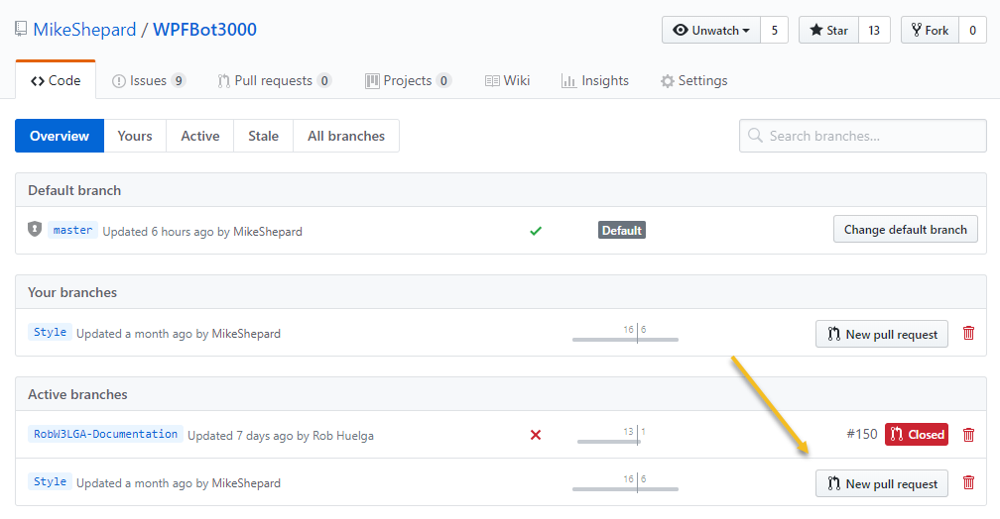 MikeShepard / WPFBot3000
Unwatch 5 Star 13 Fork 0
Code Issues 9 Pull requests 0 Projects 0 Wiki Insights Settings
Overview Yours Active Stale All branches Search branches...
Default branch
master Updated 6 hours ago by MikeShepard Default Change default branch
Your branches
Style Updated a month ago by MikeShepard 16 6 New pull request
Active branches
RobW3LGA-Documentation Updated 7 days ago by Rob Huelga 13 1 #150 Closed
Style Updated a month ago by MikeShepard 16 6 New pull request